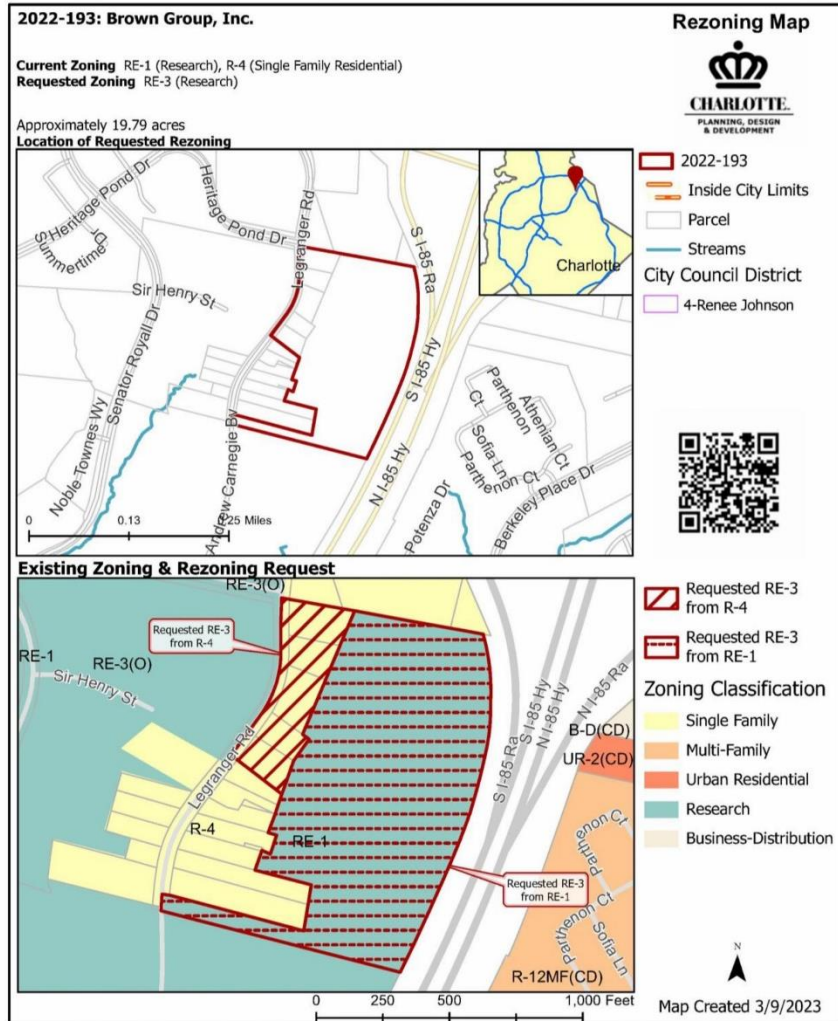 2022-193: Brown Group, Inc.
Current Zoning RE-1 (Research), R-4 (Single Family Residential)
Requested Zoning RE-3 (Research)
Approximately 19.79 acres
Location of Requested Rezoning
Rezoning Map
CHARLOTTE.
PLANNING, DESIGN
& DEVELOPMENT
S Heritage Pond Dr
Summertime Dr
Heritage Pond Dr
Legranger Rd
Sir Henry St
Senator Royall Dr
Noble Townes Wy
Andrew Carnegie Bv
S I-85 Ra
S I-85 Hy
N I-85 Hy
Parthenon Ct
Athenian Ct
Sofia Ln
Parthenon Ct
Berkeley Place Dr
Potenza Dr
Charlotte
0 0.13 0.25 Miles
2022-193
Inside City Limits
Parcel
Streams
City Council District
4-Renee Johnson
Existing Zoning & Rezoning Request
RE-3(O)
Requested RE-3
from R-4
RE-1
RE-3(O)
Sir Henry St
Legranger Rd
R-4
RE-1
S I-85 Ra
S I-85 Hy
N I-85 Hy
N I-85 Ra
B-D(CD)
UR-2(CD)
Requested RE-3
from RE-1
Parthenon Ct
Parthenon Ct
Sofia Ln
R-12MF(CD)
0 250 500 1,000 Feet
Requested RE-3
from R-4
Requested RE-3
from RE-1
Zoning Classification
Single Family
Multi-Family
Urban Residential
Research
Business-Distribution
N
Map Created 3/9/2023